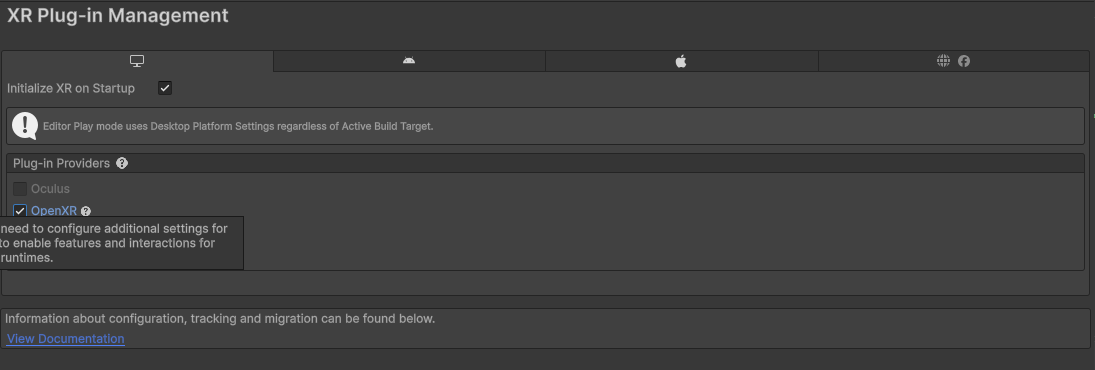 XR Plug-in Management
Initialize XR on Startup
Editor Play mode uses Desktop Platform Settings regardless of Active Build Target.
Plug-in Providers
Oculus
OpenXR
need to configure additional settings for
to enable features and interactions for
runtimes.
Information about configuration, tracking and migration can be found below.
View Documentation